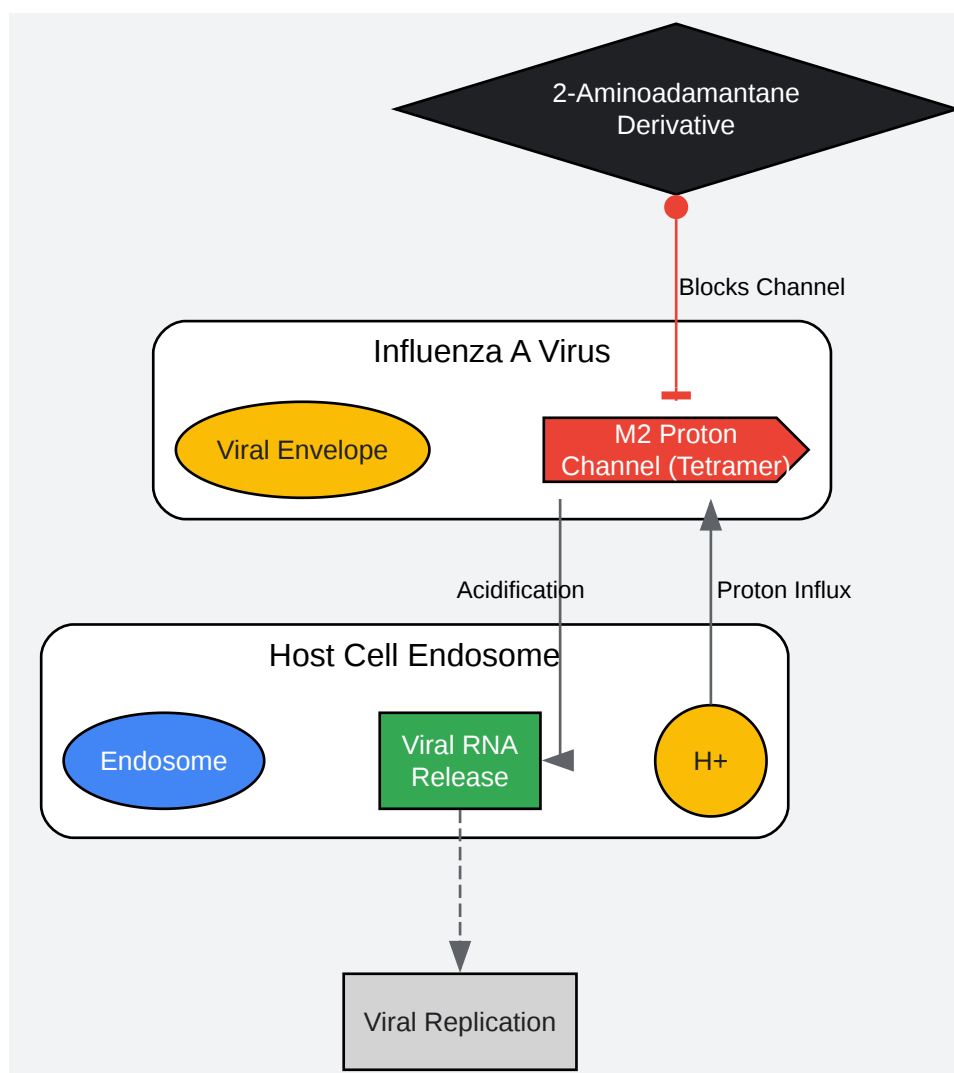 2-Aminoadamantane
Derivative
Blocks Channel
Influenza A Virus
Viral Envelope
M2 Proton
Channel (Tetramer)
Acidification
Proton Influx
Host Cell Endosome
Endosome
Viral RNA
Release
H+
Viral Replication